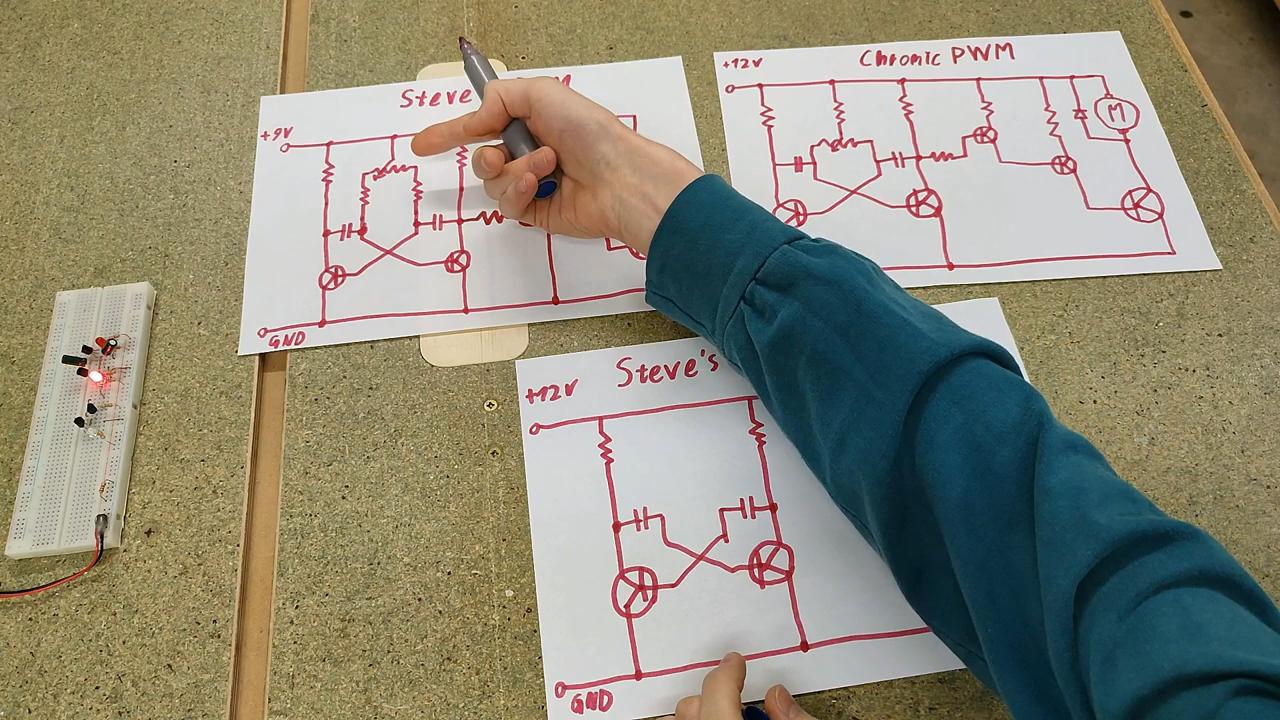 Steve
+9V
GND
+12V
Chronic PWM
M
Steve's
+12V
GND